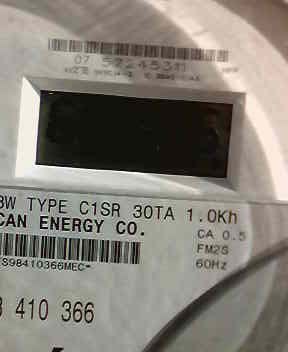 07 572453
3W TYPE C1SR 30TA 1.0Kh
CAN ENERGY CO.
CA 0.5
FM2S
60Hz
S98410366MEC-
3 410 366